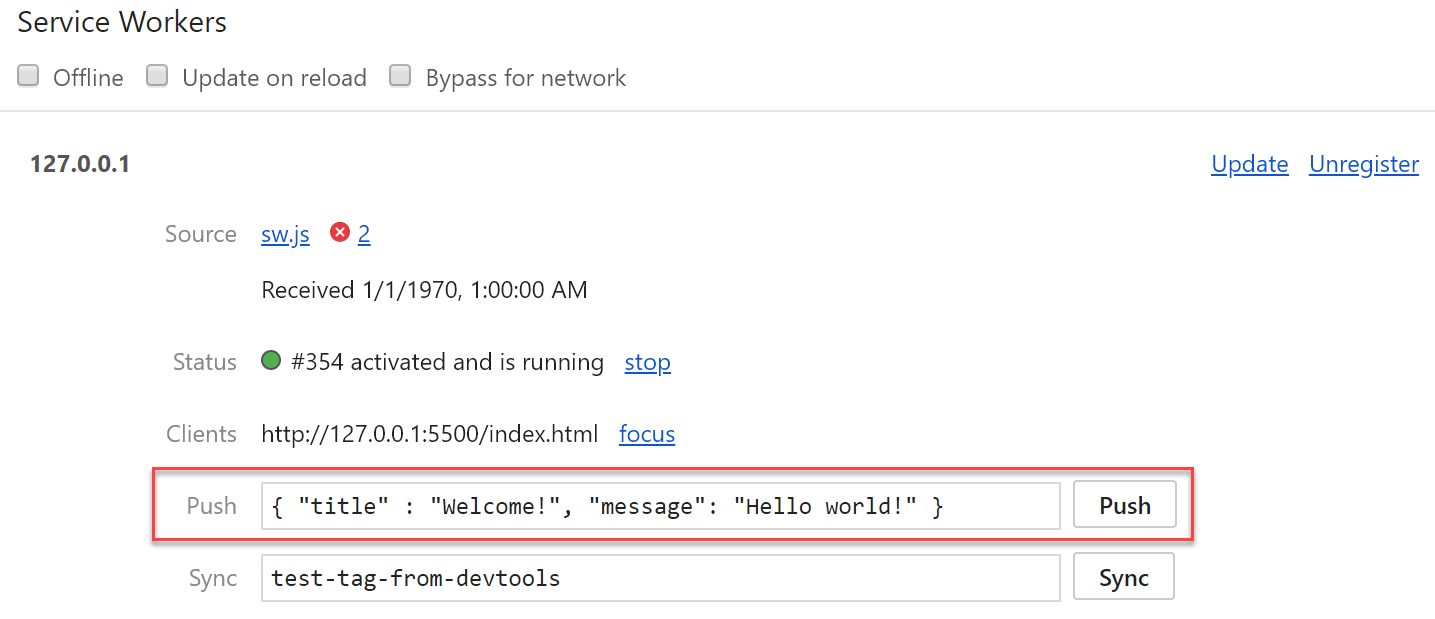 Service Workers
Offline Update on reload Bypass for network
127.0.0.1 Update Unregister
Source sw.js 2
Received 1/1/1970, 1:00:00 AM
Status #354 activated and is running stop
Clients http://127.0.0.1:5500/index.html focus
Push { "title" : "Welcome!", "message": "Hello world!" } Push
Sync test-tag-from-devtools Sync